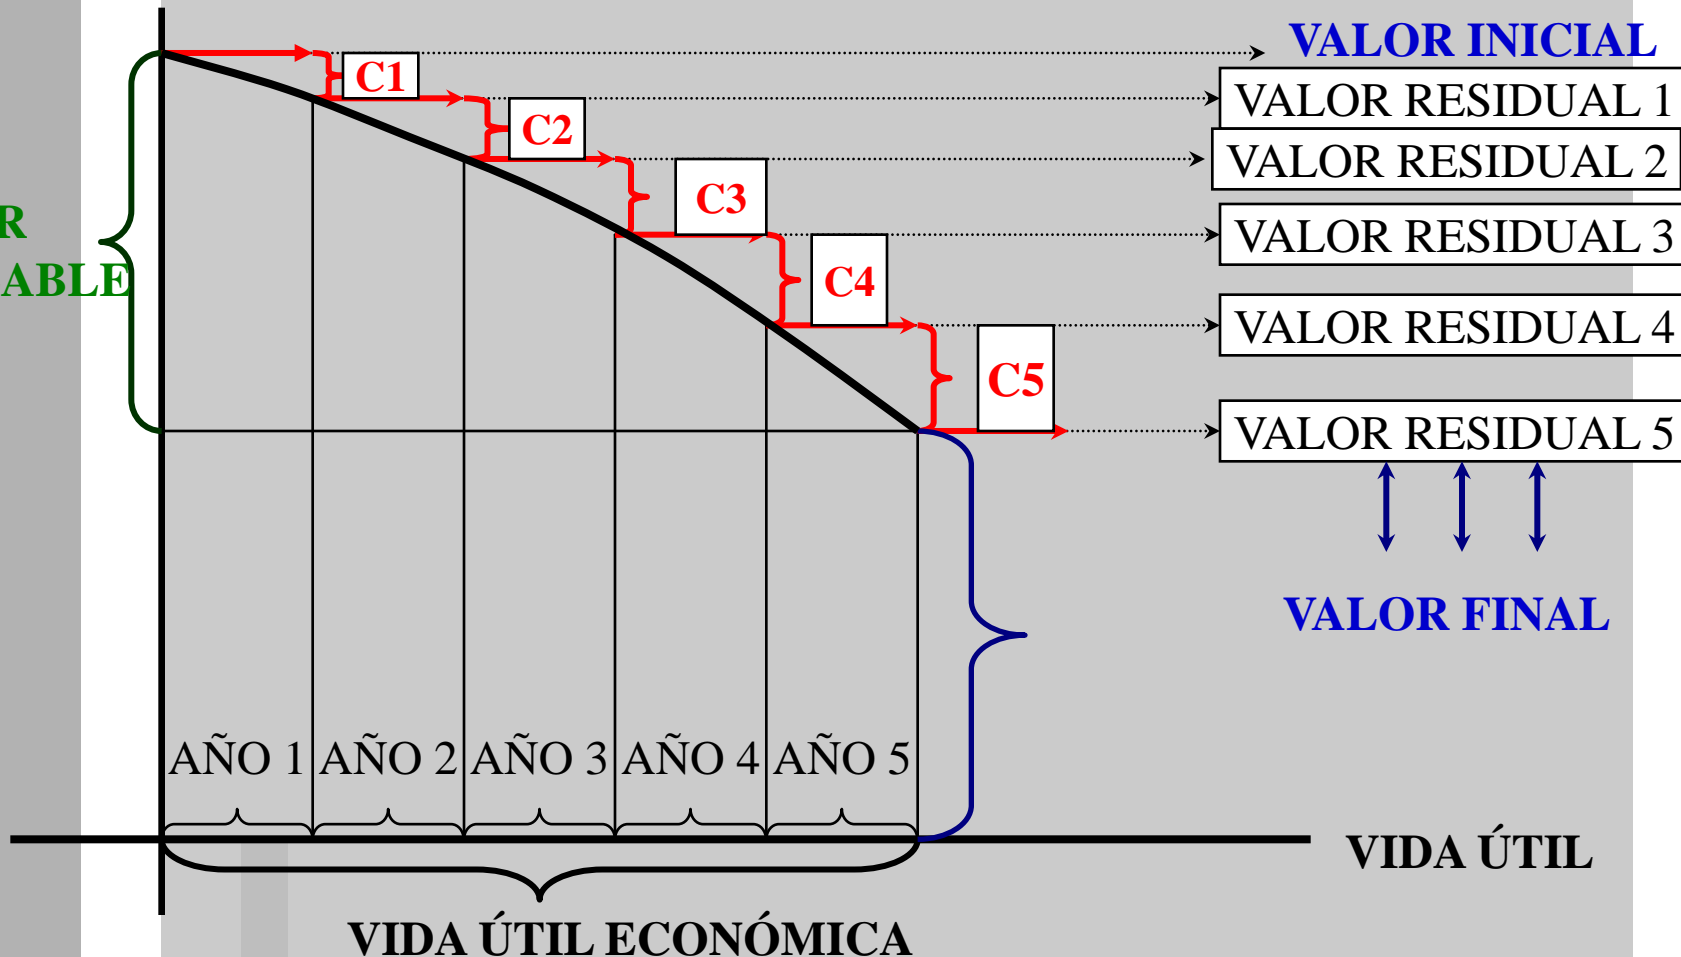 VALOR INICIAL
C1
VALOR RESIDUAL 1
C2
VALOR RESIDUAL 2
C3
R
VALOR RESIDUAL 3
ABLE
C4
VALOR RESIDUAL 4
C5
VALOR RESIDUAL 5
VALOR FINAL
AÑO 1 AÑO 2 AÑO 3 AÑO 4 AÑO 5
VIDA ÚTIL
VIDA ÚTIL ECONÓMICA